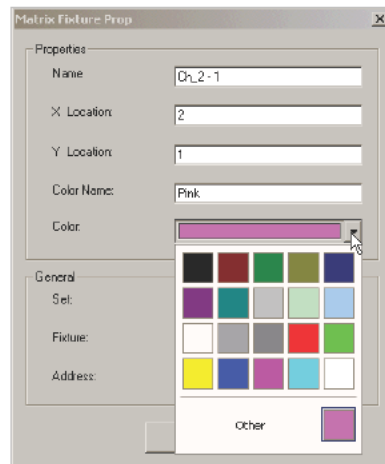 Matrix Fixture Prop
Properties
Name
Ch_2 - 1
X Location:
2
Y Location:
1
Color Name:
Pink
Color:
General
Set:
Fixture:
Address:
Other